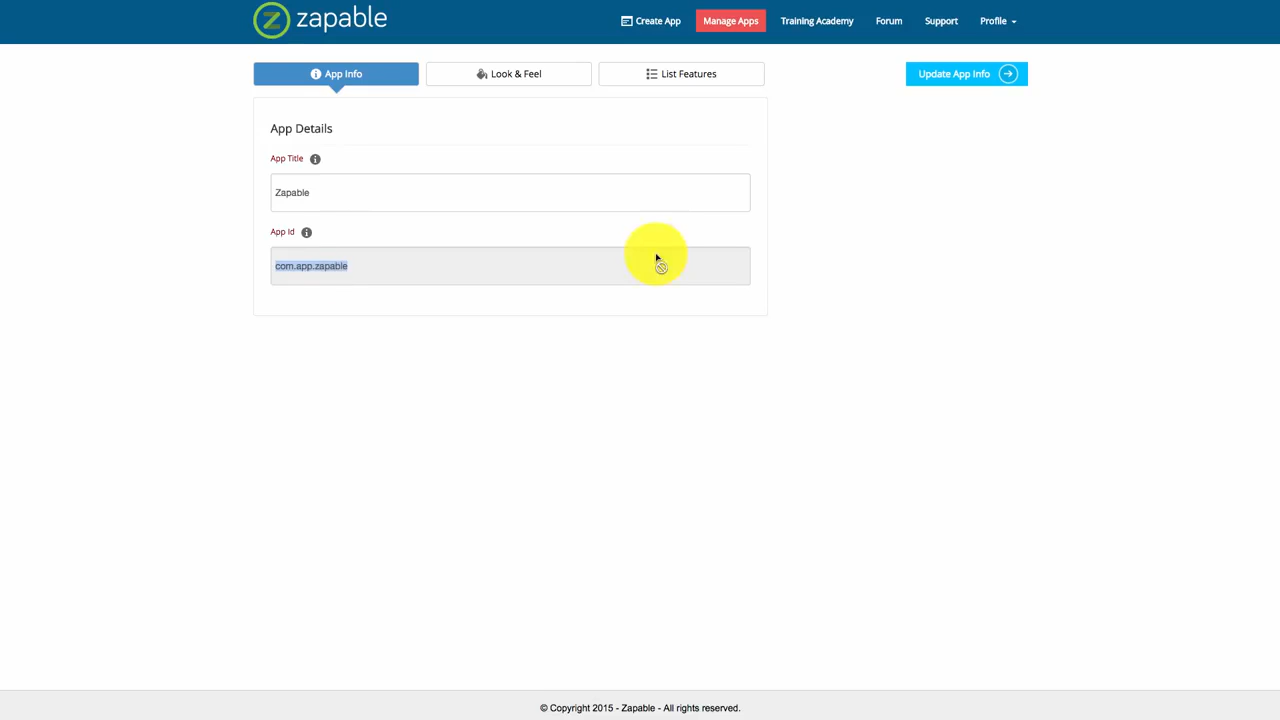 zapable
Create App
Manage Apps
Training Academy
Forum
Support
Profile
App Info
Look & Feel
List Features
Update App Info
App Details
App Title
Zapable
App Id
com.app.zapable
© Copyright 2015 - Zapable - All rights reserved.